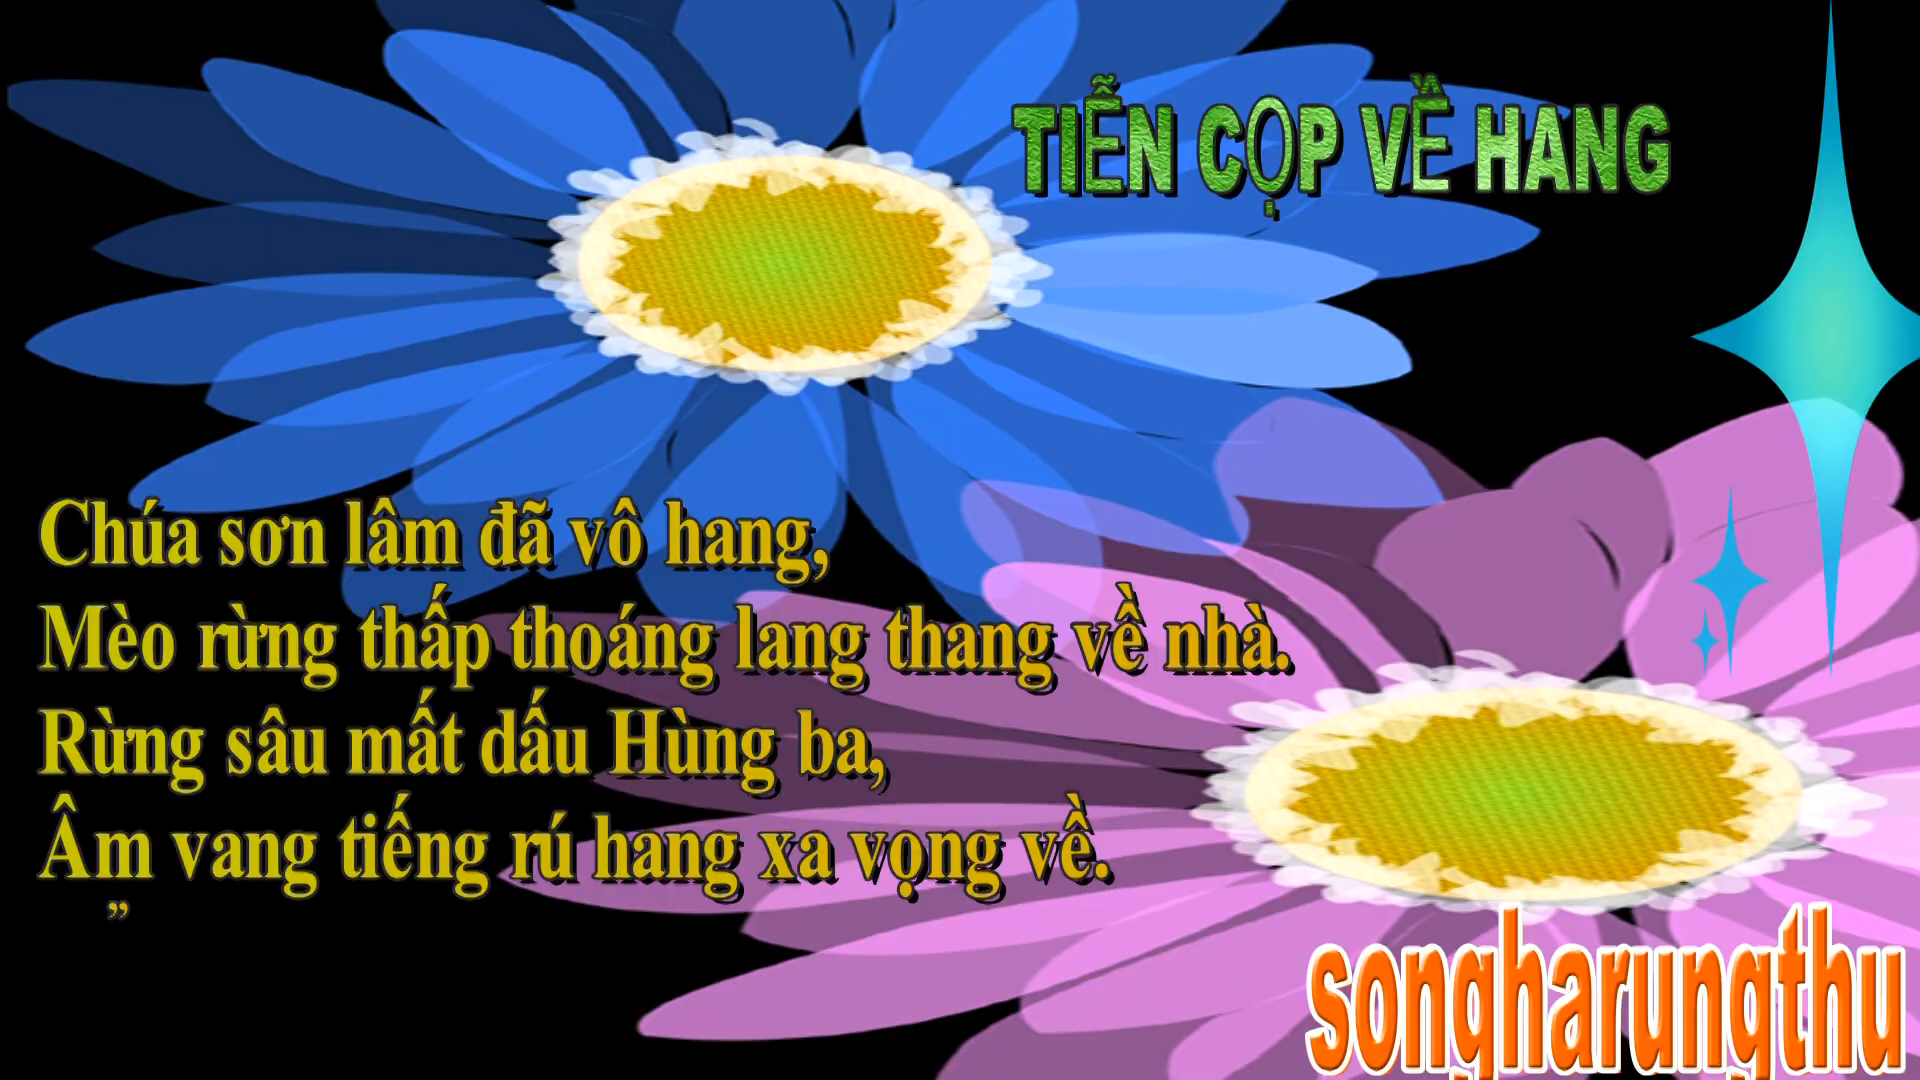 TIỄN CỌP VỀ HANG
Chúa sơn lâm đã vô hang,
Mèo rừng thấp thoáng lang thang về nhà.
Rừng sâu mất dấu Hùng ba,
Âm vang tiếng rú hang xa vọng về.
”
songharungthu